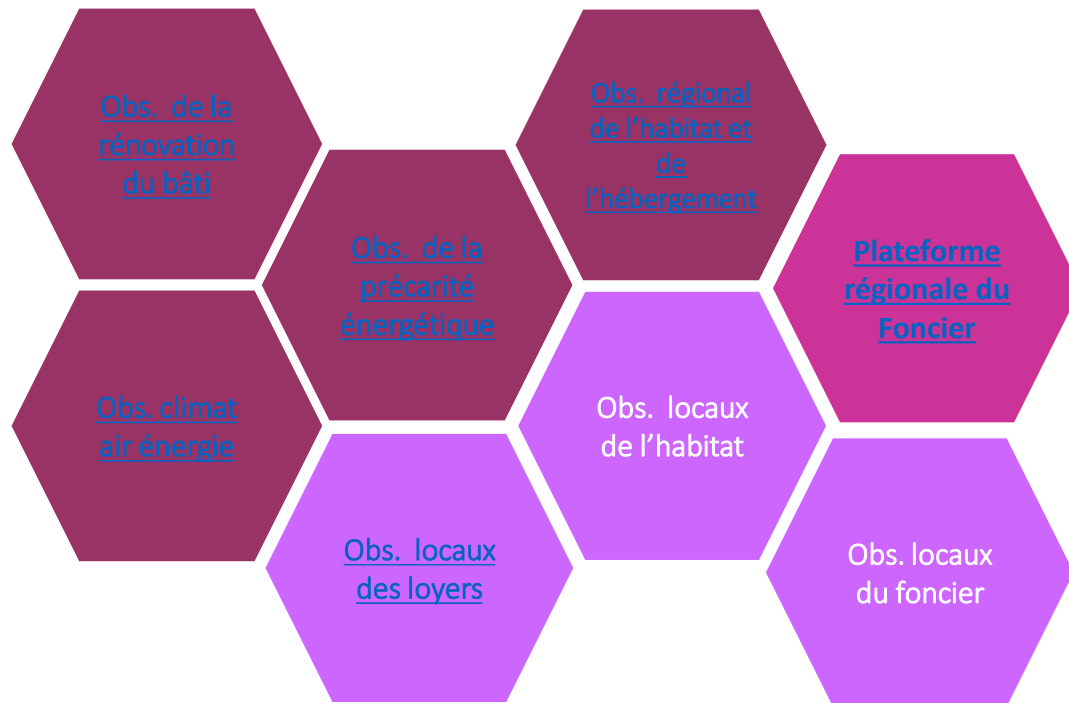 Obs. de la
rénovation
du bâti
Obs. régional
de l’habitat et
de
l’hébergement
Obs. de la
précarité
énergétique
Plateforme
régionale du
Foncier
Obs. climat
air énergie
Obs. locaux
de l’habitat
Obs. locaux
des loyers
Obs. locaux
du foncier